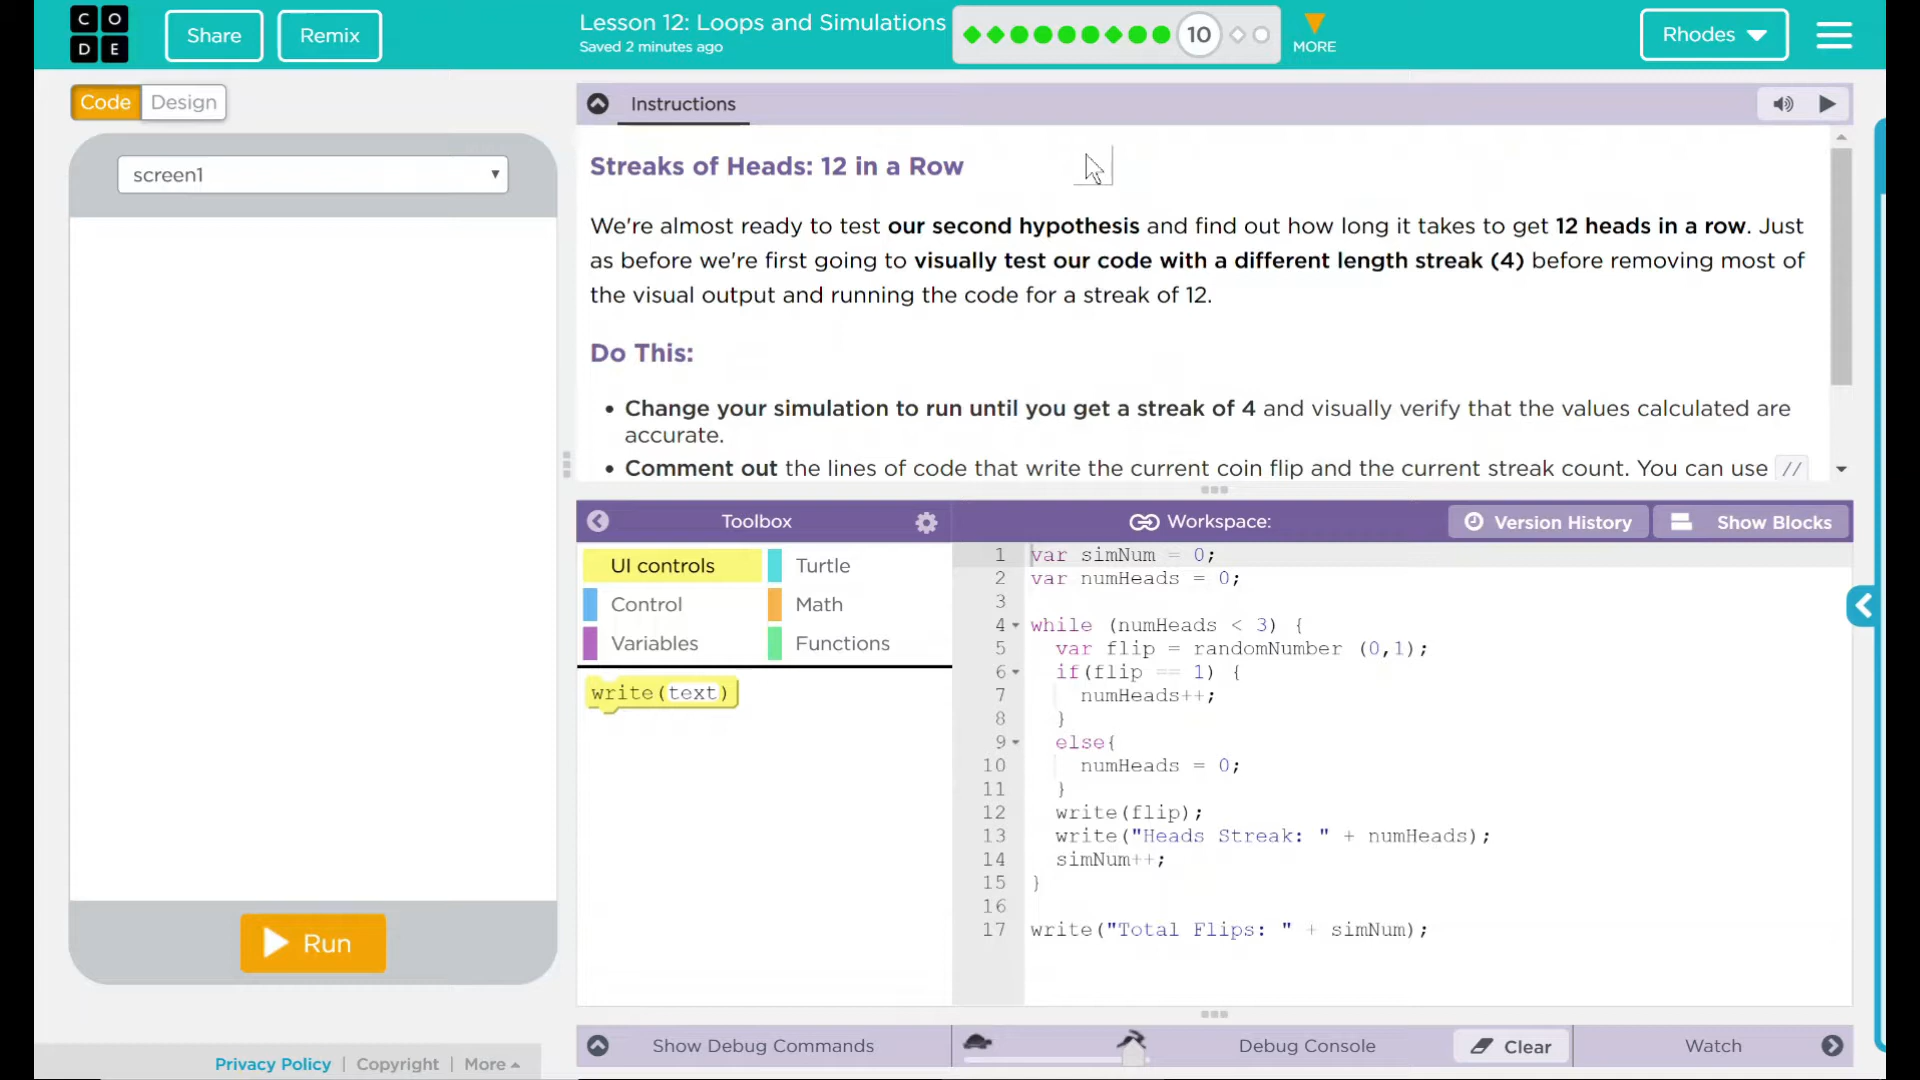 C O
D E
Share
Remix
Lesson 12: Loops and Simulations
Saved 2 minutes ago
10
MORE
Rhodes
Code
Design
screen1
Run
Privacy Policy | Copyright | More
Instructions
Streaks of Heads: 12 in a Row
We're almost ready to test our second hypothesis and find out how long it takes to get 12 heads in a row. Just
as before we're first going to visually test our code with a different length streak (4) before removing most of
the visual output and running the code for a streak of 12.
Do This:
• Change your simulation to run until you get a streak of 4 and visually verify that the values calculated are
accurate.
• Comment out the lines of code that write the current coin flip and the current streak count. You can use //
Toolbox
UI controls
Turtle
Control
Math
Variables
Functions
write(text)
Workspace:
Version History
Show Blocks
1 var simNum = 0;
2 var numHeads = 0;
3
4 while (numHeads < 3) {
5 var flip = randomNumber (0,1);
6 if(flip == 1) {
7 numHeads++;
8 }
9 else{
10 numHeads = 0;
11 }
12 write(flip);
13 write("Heads Streak: " + numHeads);
14 simNum++;
15 }
16
17 write("Total Flips: " + simNum);
Show Debug Commands
Debug Console
Clear
Watch